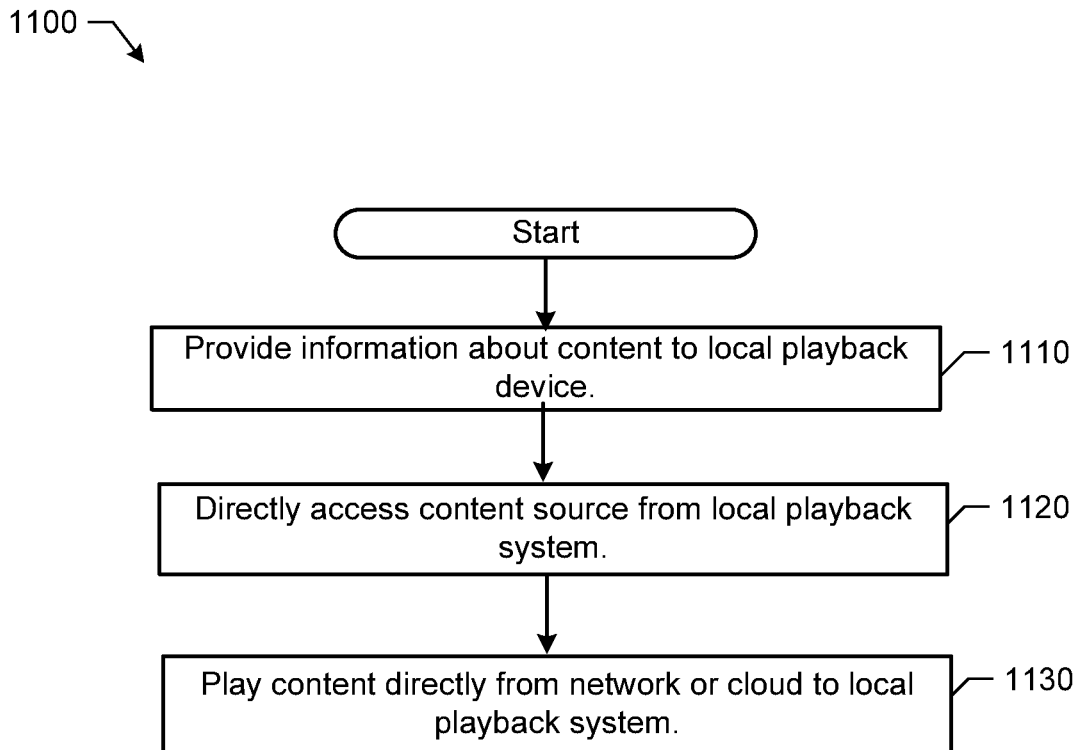 1100
Start
Provide information about content to local playback
device.
1110
Directly access content source from local playback
system.
1120
Play content directly from network or cloud to local
playback system.
1130